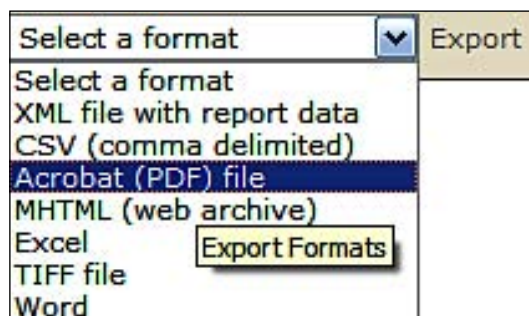 Select a format Export
Select a format
XML file with report data
CSV (comma delimited)
Acrobat (PDF) file
MHTML (web archive)
Excel
Export Formats
TIFF file
Word